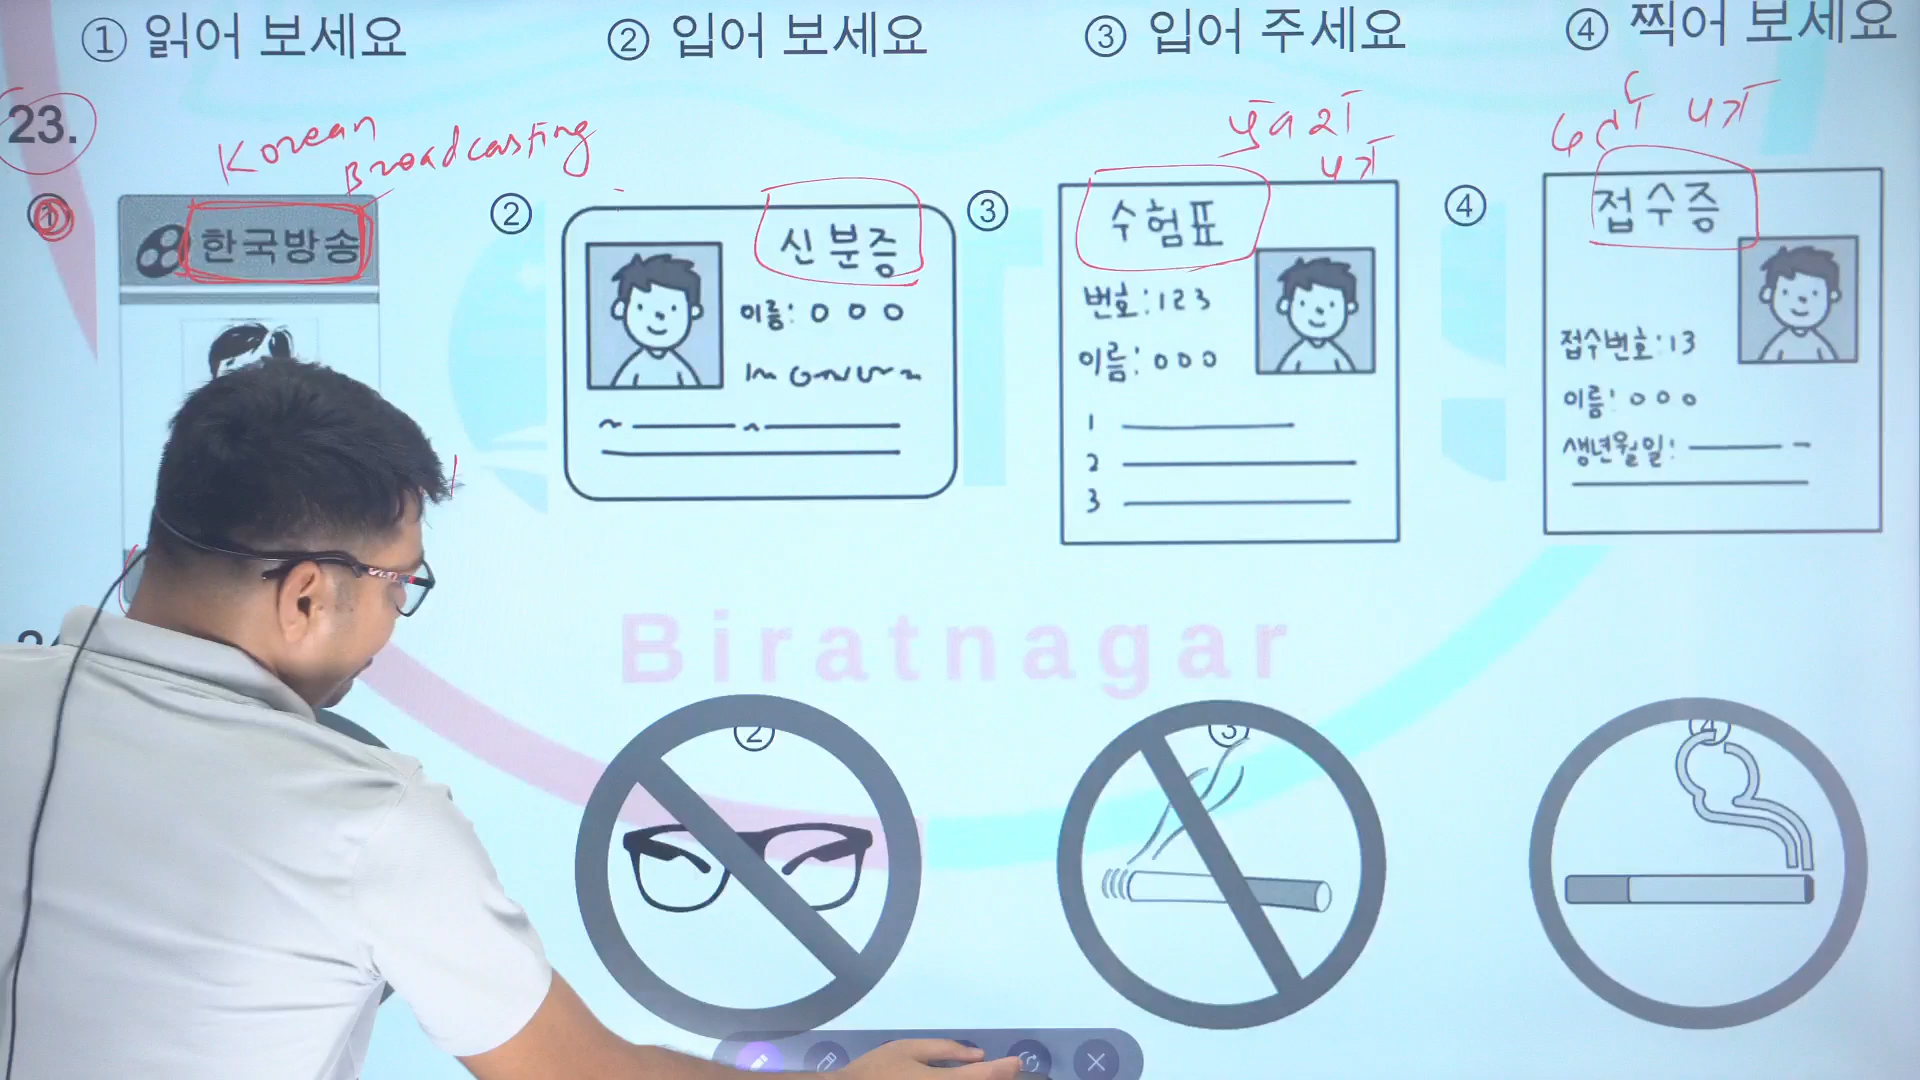 ① 읽어 보세요 ② 입어 보세요 ③ 입어 주세요 ④ 찍어 보세요
23.
Korean
Broadcasting
① ② ③ ④
한국방송
신분증
이름: O O O
수험표
번호: 123
이름: O O O
1
2
3
접수증
접수번호: 13
이름: O O O
생년월일:
Biratnagar
② ③ ④